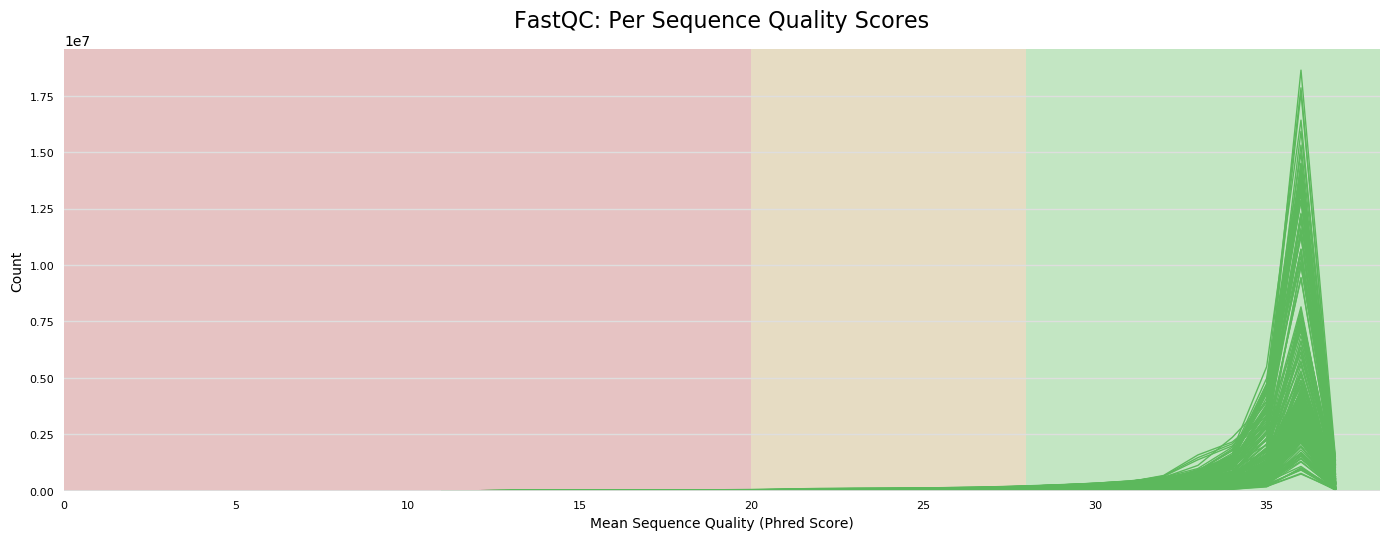 FastQC: Per Sequence Quality Scores
1e7
1.75
1.50
1.25
1.00
0.75
0.50
0.25
0.00
Count
0 5 10 15 20 25 30 35
Mean Sequence Quality (Phred Score)